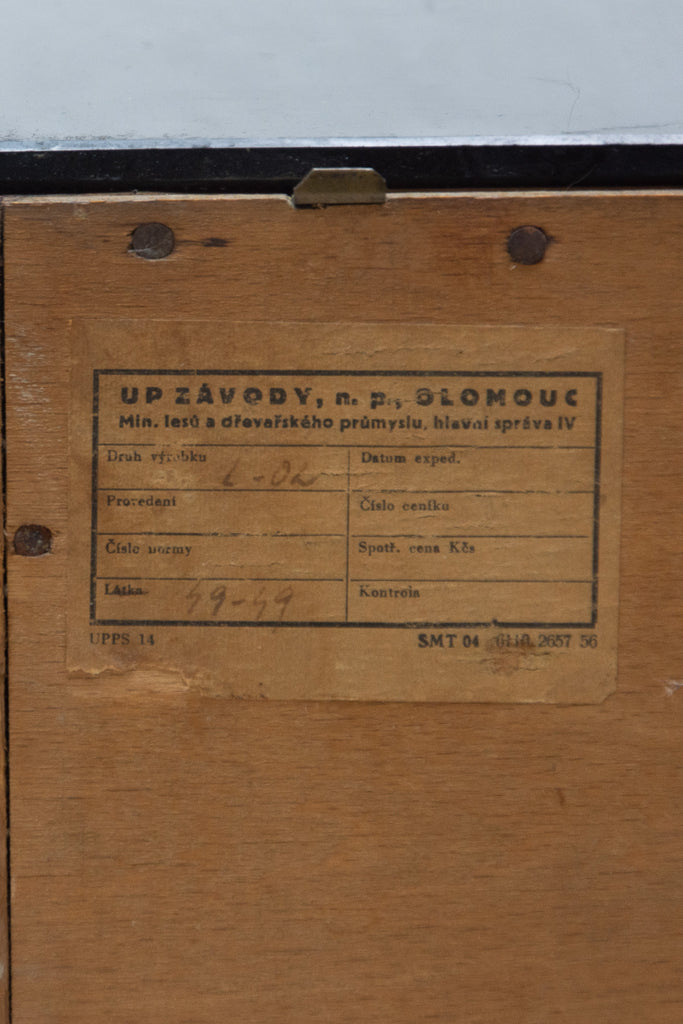 UP ZÁVODY, n. p., OLOMOUC
Min. lesů a dřevařského průmyslu, hlavní správa IV
Druh výrobku Datum exped.
Provedení Číslo ceníku
Číslo normy Spotř. cena Kčs
Látka 49-49 Kontrola
UPPS 14 SMT 04 2657 56